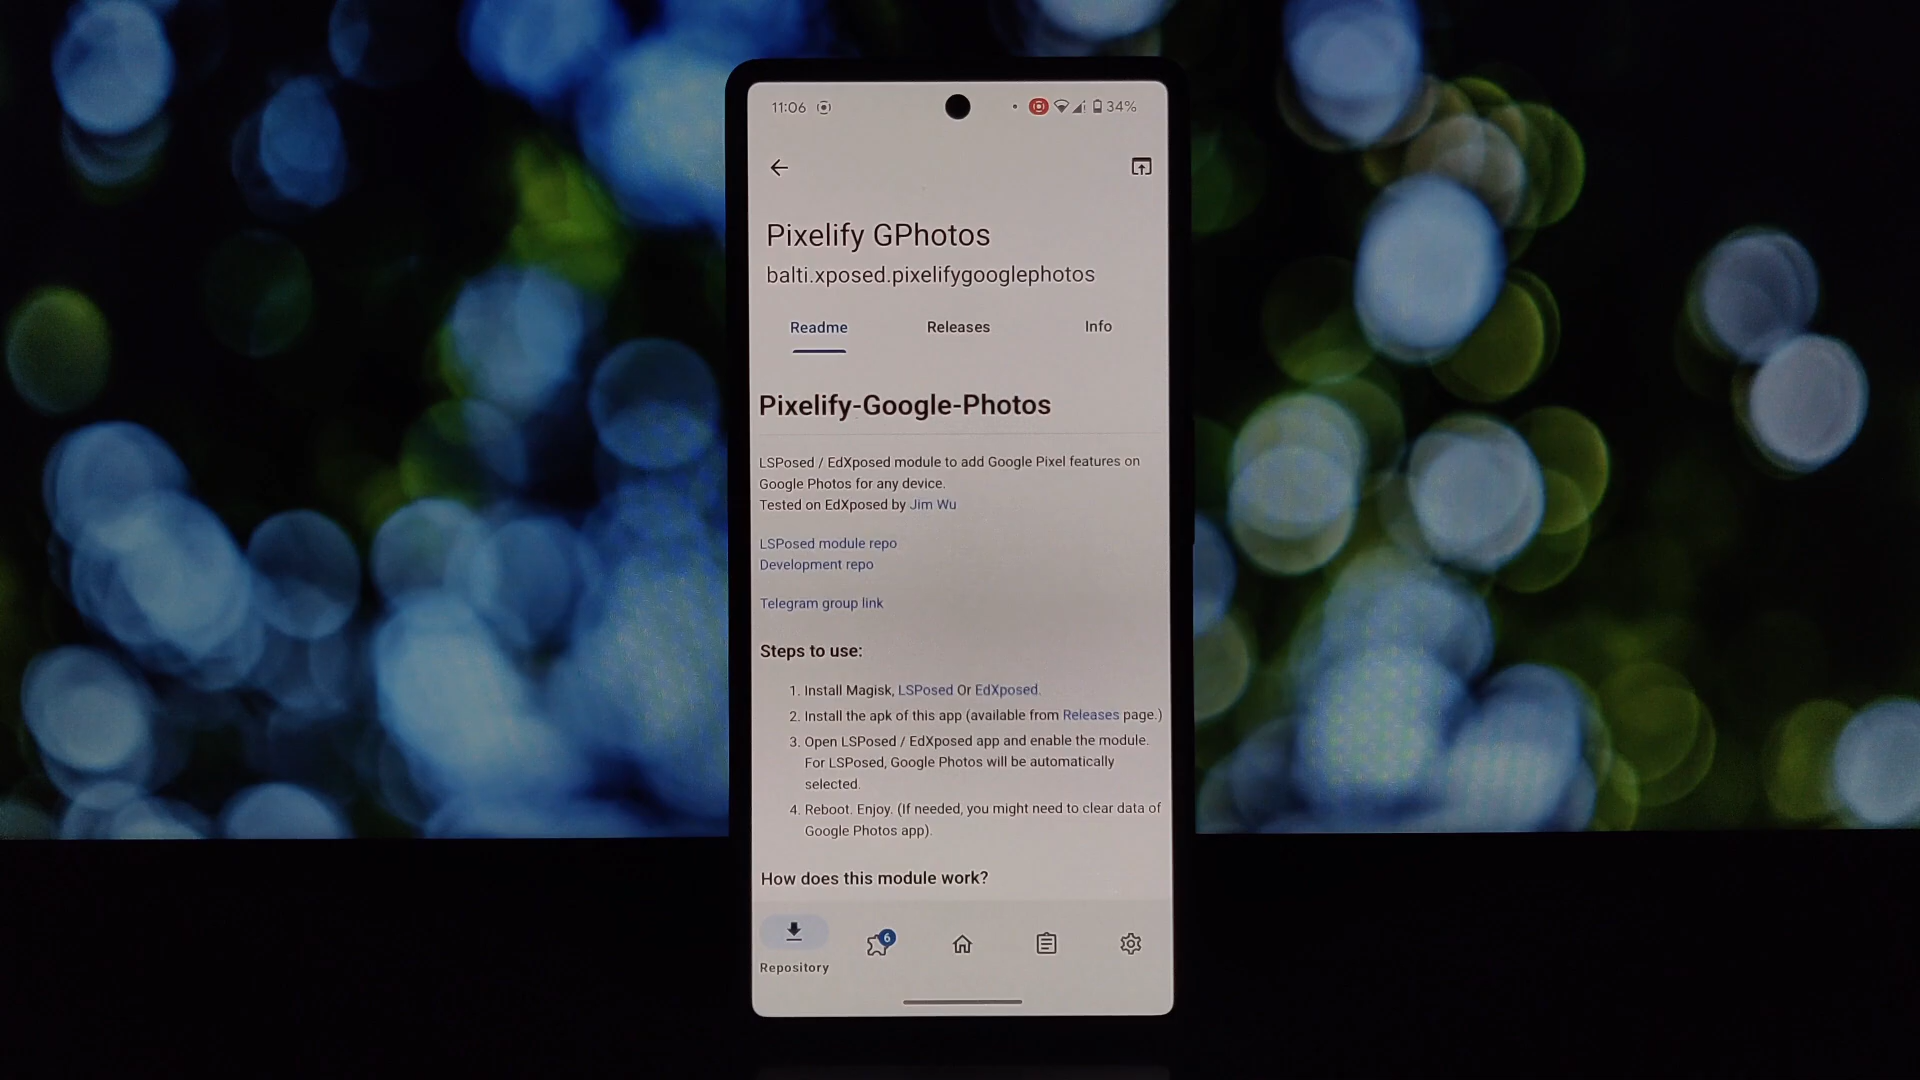 11:06
34%
Pixelify GPhotos
balti.xposed.pixelifygooglephotos
Readme
Releases
Info
Pixelify-Google-Photos
LSPosed / EdXposed module to add Google Pixel features on
Google Photos for any device.
Tested on EdXposed by Jim Wu
LSPosed module repo
Development repo
Telegram group link
Steps to use:
1. Install Magisk, LSPosed Or EdXposed.
2. Install the apk of this app (available from Releases page.)
3. Open LSPosed / EdXposed app and enable the module.
For LSPosed, Google Photos will be automatically
selected.
4. Reboot. Enjoy. (If needed, you might need to clear data of
Google Photos app).
How does this module work?
6
Repository